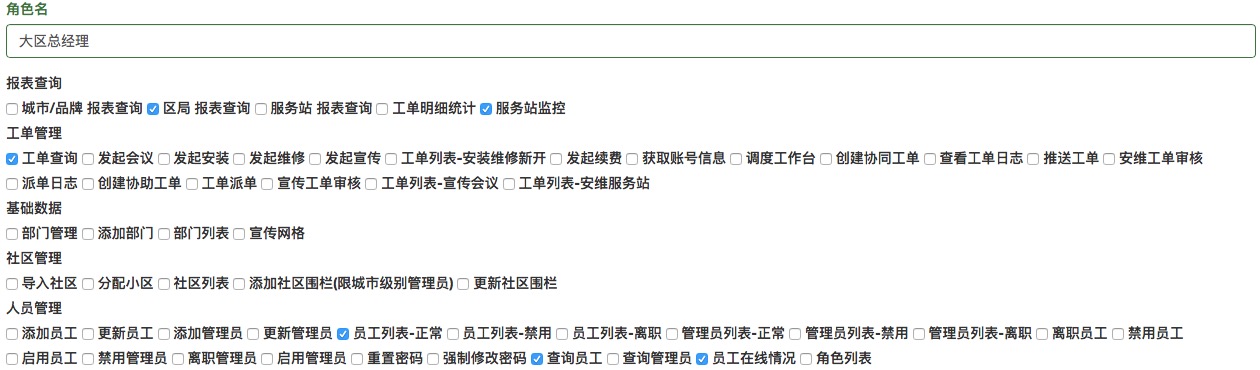 角色名
大区总经理
报表查询
城市/品牌 报表查询 区局 报表查询 服务站 报表查询 工单明细统计 服务站监控
工单管理
工单查询 发起会议 发起安装 发起维修 发起宣传 工单列表-安装维修新开 发起续费 获取账号信息 调度工作台 创建协同工单 查看工单日志 推送工单 安维工单审核
派单日志 创建协助工单 工单派单 宣传工单审核 工单列表-宣传会议 工单列表-安维服务站
基础数据
部门管理 添加部门 部门列表 宣传网格
社区管理
导入社区 分配小区 社区列表 添加社区围栏(限城市级别管理员) 更新社区围栏
人员管理
添加员工 更新员工 添加管理员 更新管理员 员工列表-正常 员工列表-禁用 员工列表-离职 管理员列表-正常 管理员列表-禁用 管理员列表-离职 离职员工 禁用员工
启用员工 禁用管理员 离职管理员 启用管理员 重置密码 强制修改密码 查询员工 查询管理员 员工在线情况 角色列表